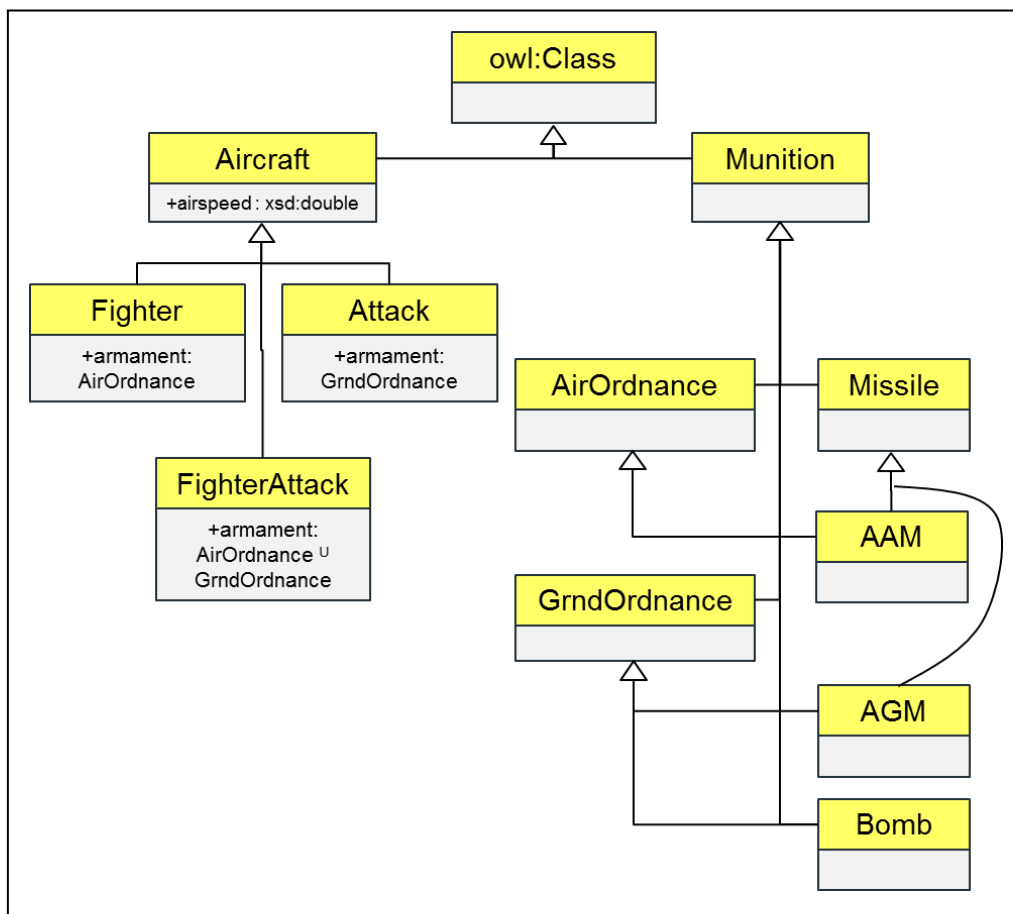 owl:Class
Aircraft
+airspeed : xsd:double
Munition
Fighter
+armament:
AirOrdnance
Attack
+armament:
GrndOrdnance
AirOrdnance
Missile
FighterAttack
+armament:
AirOrdnance ∪
GrndOrdnance
AAM
GrndOrdnance
AGM
Bomb